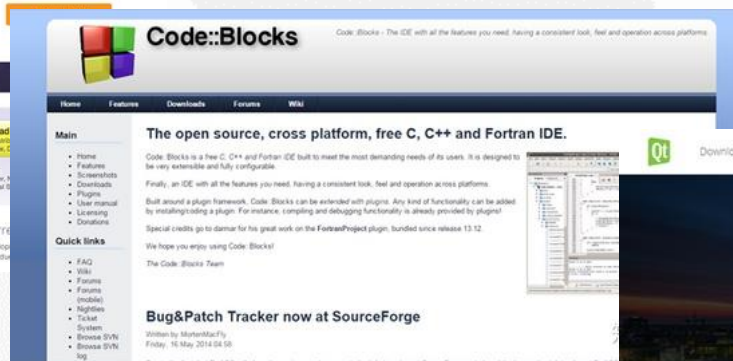 Code::Blocks
Code::Blocks - The IDE with all the features you need, having a consistent look, feel and operation across platforms
Home Features Downloads Forums Wiki
Main
Home
Features
Screenshots
Downloads
Plugins
User manual
Licensing
Donations
Quick links
FAQ
Wiki
Forums
Forums
(mobile)
Nightlies
Ticket
System
Browse SVN
Browse SVN
log
The open source, cross platform, free C, C++ and Fortran IDE.
Code::Blocks is a free C, C++ and Fortran IDE built to meet the most demanding needs of its users. It is designed to
be very extensible and fully configurable.
Finally, an IDE with all the features you need, having a consistent look, feel and operation across platforms.
Built around a plugin framework, Code::Blocks can be extended with plugins. Any kind of functionality can be added
by installing/coding a plugin. For instance, compiling and debugging functionality is already provided by plugins!
Special credits go to darmar for his great work on the FortranProject plugin, bundled since release 13.12.
We hope you enjoy using Code::Blocks!
The Code::Blocks Team
Bug&Patch Tracker now at SourceForge
Written by MortenMacFly
Friday, 16 May 2014 04:58
Qt
Downlo